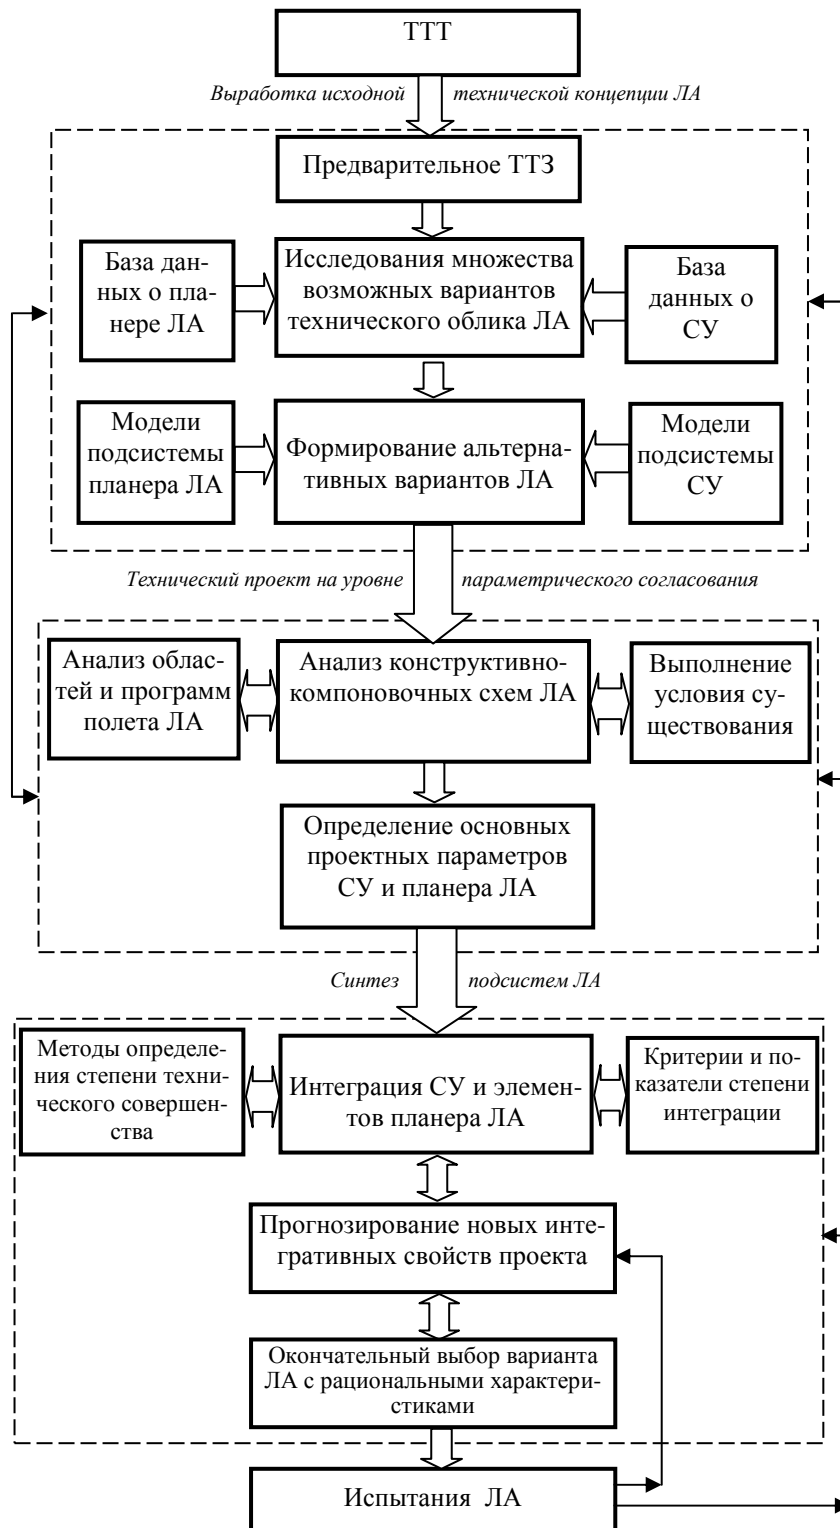 ТТТ
Выработка исходной технической концепции ЛА
Предварительное ТТЗ
База дан-
ных о пла-
нере ЛА
Исследования множества
возможных вариантов
технического облика ЛА
База
данных о
СУ
Модели
подсистемы
планера ЛА
Формирование альтерна-
тивных вариантов ЛА
Модели
подсистемы
СУ
Технический проект на уровне параметрического согласования
Анализ облас-
тей и программ
полета ЛА
Анализ конструктивно-
компоновочных схем ЛА
Выполнение
условия су-
ществования
Определение основных
проектных параметров
СУ и планера ЛА
Синтез подсистем ЛА
Методы определе-
ния степени техни-
ческого совершенс-
тва
Интеграция СУ и элемен-
тов планера ЛА
Критерии и по-
казатели степени
интеграции
Прогнозирование новых инте-
гративных свойств проекта
Окончательный выбор варианта
ЛА с рациональными характери-
стиками
Испытания ЛА